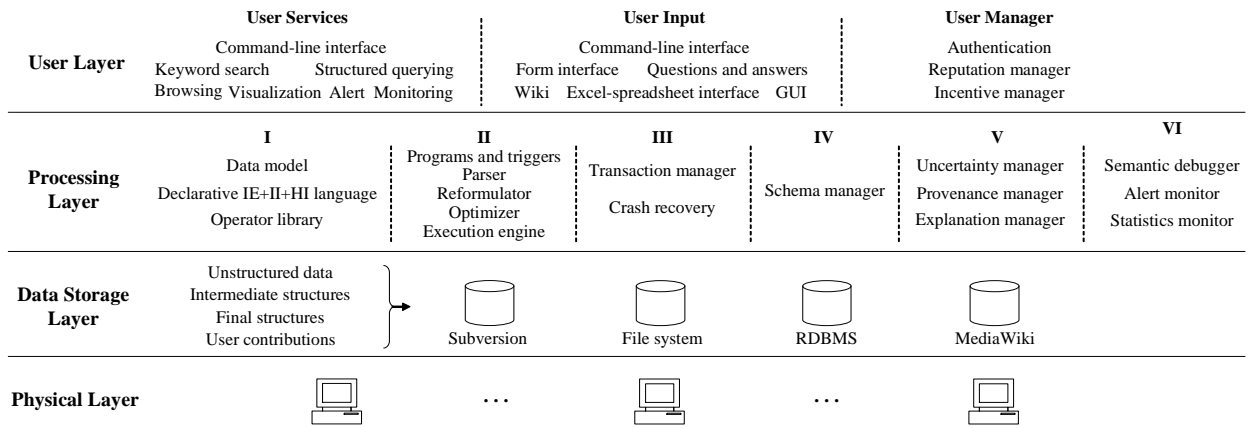 User Services User Input User Manager
User Layer
Command-line interface
Keyword search Structured querying
Browsing Visualization Alert Monitoring
Command-line interface
Form interface Questions and answers
Wiki Excel-spreadsheet interface GUI
Authentication
Reputation manager
Incentive manager
Processing
Layer
I
Data model
Declarative IE+II+HI language
Operator library
II
Programs and triggers
Parser
Reformulator
Optimizer
Execution engine
III
Transaction manager
Crash recovery
IV
Schema manager
V
Uncertainty manager
Provenance manager
Explanation manager
VI
Semantic debugger
Alert monitor
Statistics monitor
Data Storage
Layer
Unstructured data
Intermediate structures
Final structures
User contributions
Subversion File system RDBMS MediaWiki
Physical Layer
... ...